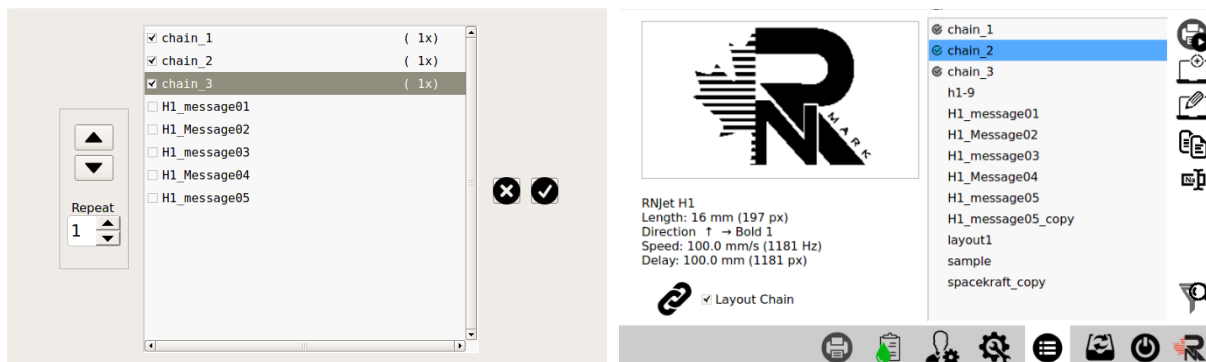 chain_1 ( 1x)
chain_2 ( 1x)
chain_3 ( 1x)
H1_message01
H1_Message02
H1_message03
H1_Message04
H1_message05
Repeat
1
RN MARK
RNJet H1
Length: 16 mm (197 px)
Direction ↑ → Bold 1
Speed: 100.0 mm/s (1181 Hz)
Delay: 100.0 mm (1181 px)
Layout Chain
chain_1
chain_2
chain_3
h1-9
H1_message01
H1_Message02
H1_message03
H1_Message04
H1_message05
H1_message05_copy
layout1
sample
spacekraft_copy